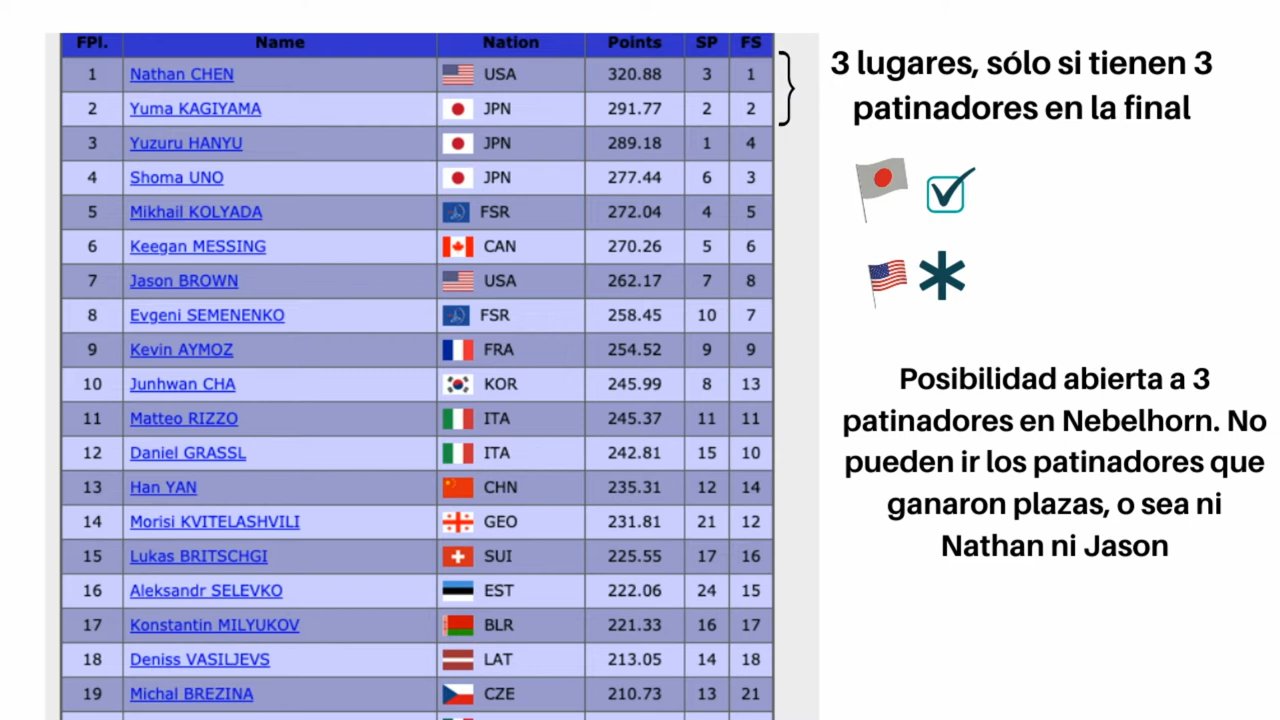 FPl. Name Nation Points SP FS
1 Nathan CHEN USA 320.88 3 1
2 Yuma KAGIYAMA JPN 291.77 2 2
3 Yuzuru HANYU JPN 289.18 1 4
4 Shoma UNO JPN 277.44 6 3
5 Mikhail KOLYADA FSR 272.04 4 5
6 Keegan MESSING CAN 270.26 5 6
7 Jason BROWN USA 262.17 7 8
8 Evgeni SEMENENKO FSR 258.45 10 7
9 Kevin AYMOZ FRA 254.52 9 9
10 Junhwan CHA KOR 245.99 8 13
11 Matteo RIZZO ITA 245.37 11 11
12 Daniel GRASSL ITA 242.81 15 10
13 Han YAN CHN 235.31 12 14
14 Morisi KVITELASHVILI GEO 231.81 21 12
15 Lukas BRITSCHGI SUI 225.55 17 16
16 Aleksandr SELEVKO EST 222.06 24 15
17 Konstantin MILYUKOV BLR 221.33 16 17
18 Deniss VASILJEVS LAT 213.05 14 18
19 Michal BREZINA CZE 210.73 13 21
3 lugares, sólo si tienen 3
patinadores en la final
Posibilidad abierta a 3
patinadores en Nebelhorn. No
pueden ir los patinadores que
ganaron plazas, o sea ni
Nathan ni Jason